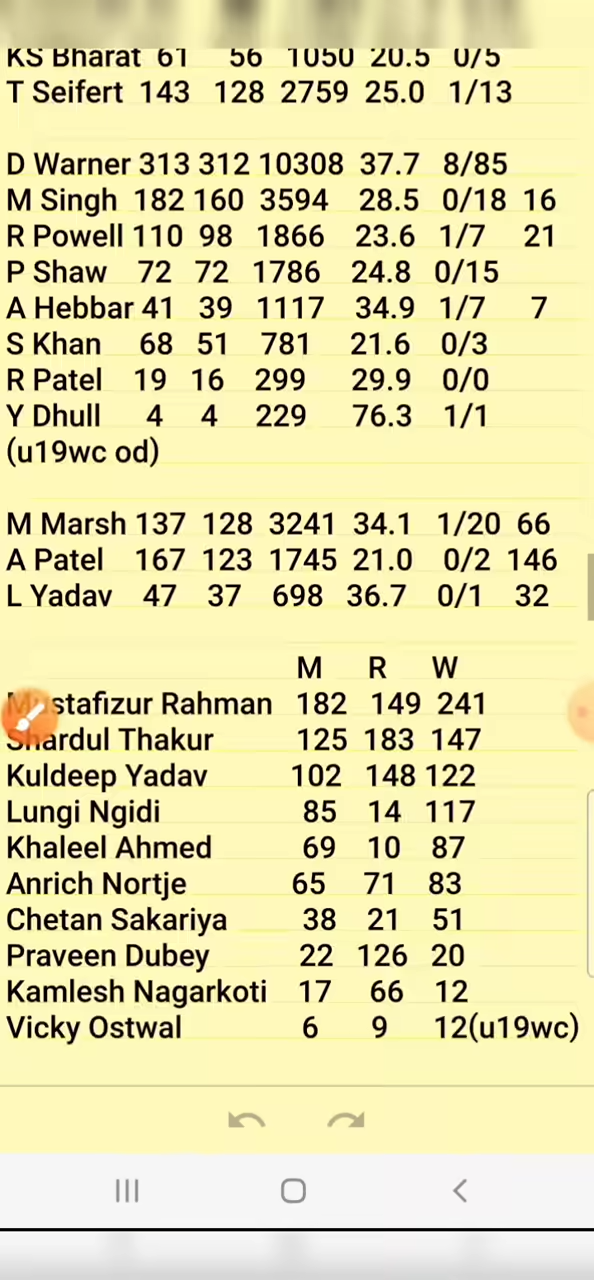 KS Bharat 61 56 1050 20.5 0/5
T Seifert 143 128 2759 25.0 1/13
D Warner 313 312 10308 37.7 8/85
M Singh 182 160 3594 28.5 0/18 16
R Powell 110 98 1866 23.6 1/7 21
P Shaw 72 72 1786 24.8 0/15
A Hebbar 41 39 1117 34.9 1/7 7
S Khan 68 51 781 21.6 0/3
R Patel 19 16 299 29.9 0/0
Y Dhull 4 4 229 76.3 1/1
(u19wc od)
M Marsh 137 128 3241 34.1 1/20 66
A Patel 167 123 1745 21.0 0/2 146
L Yadav 47 37 698 36.7 0/1 32
M R W
Mustafizur Rahman 182 149 241
Shardul Thakur 125 183 147
Kuldeep Yadav 102 148 122
Lungi Ngidi 85 14 117
Khaleel Ahmed 69 10 87
Anrich Nortje 65 71 83
Chetan Sakariya 38 21 51
Praveen Dubey 22 126 20
Kamlesh Nagarkoti 17 66 12
Vicky Ostwal 6 9 12(u19wc)